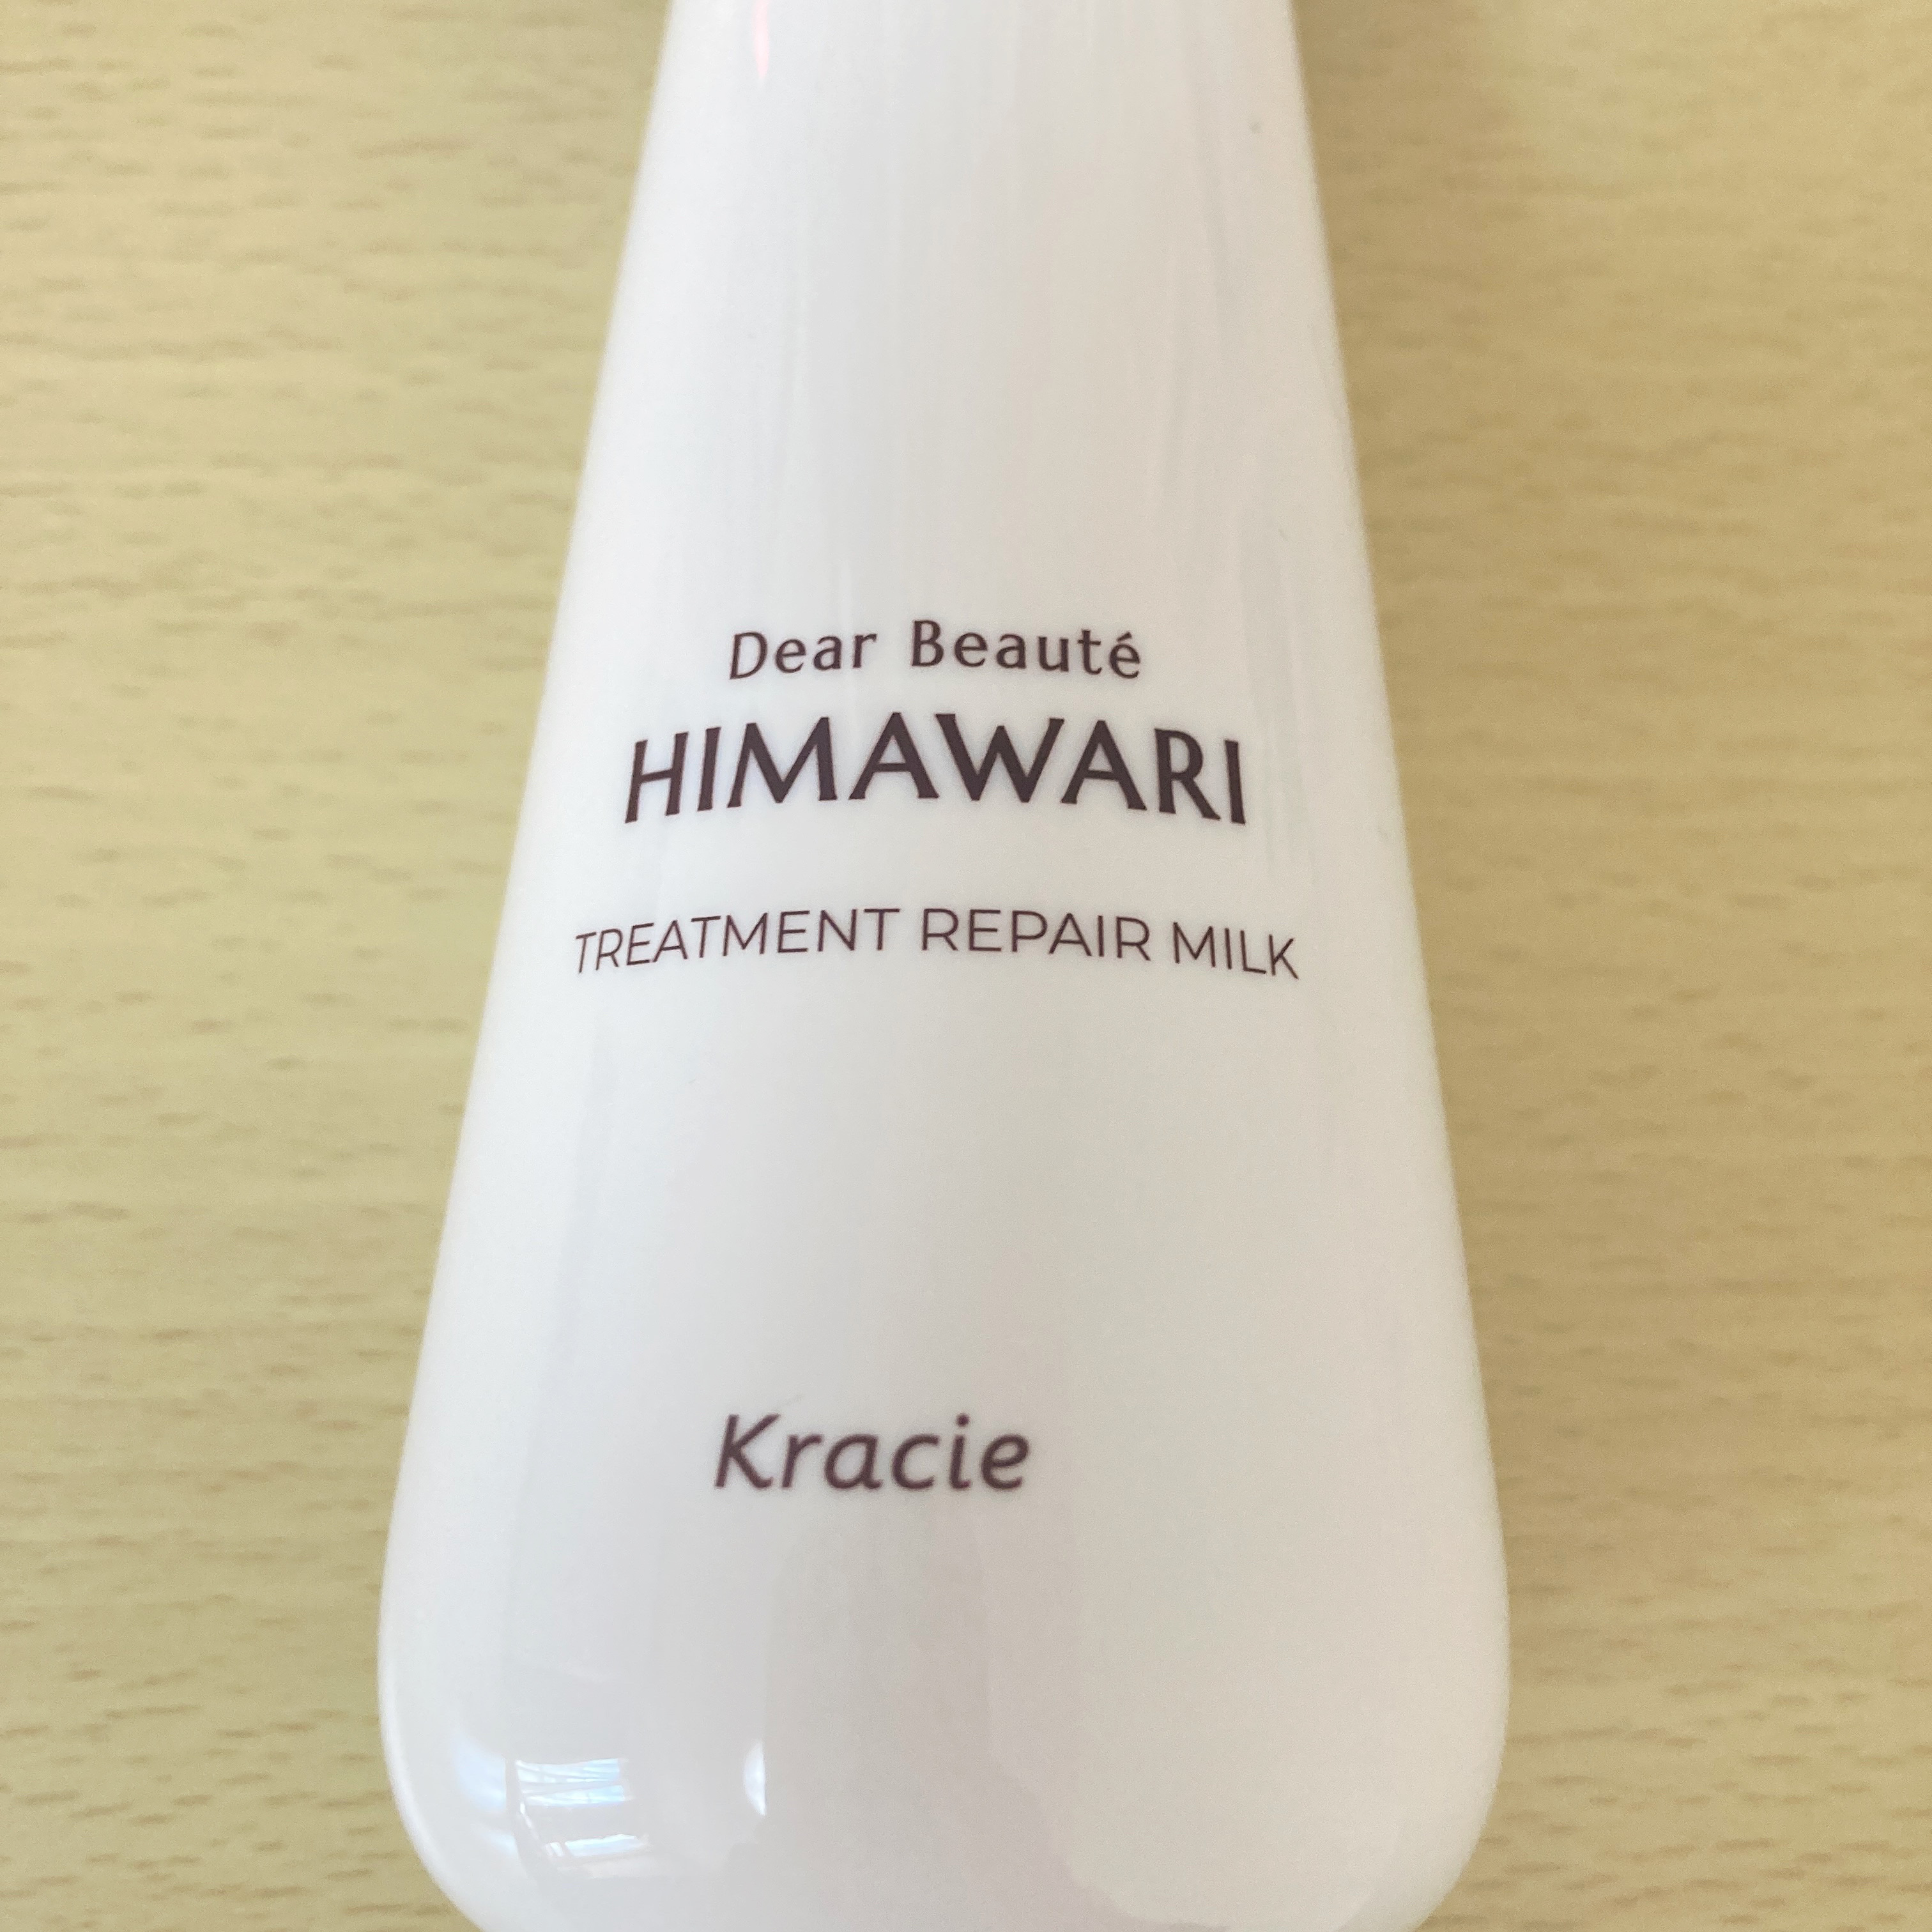 Dear Beauté
HIMAWARI
TREATMENT REPAIR MILK
Kracie